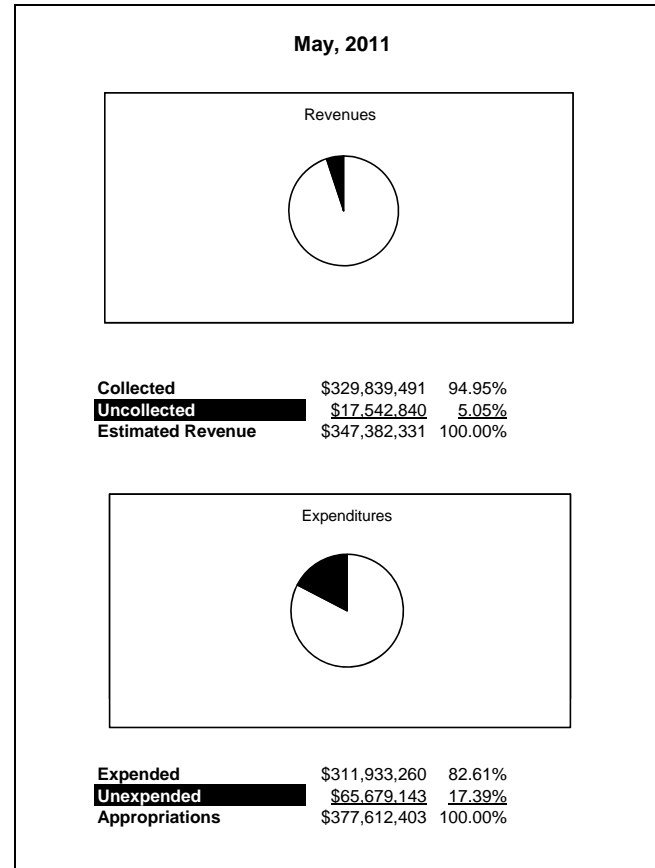 May, 2011
Revenues
Collected $329,839,491 94.95%
Uncollected $17,542,840 5.05%
Estimated Revenue $347,382,331 100.00%
Expenditures
Expended $311,933,260 82.61%
Unexpended $65,679,143 17.39%
Appropriations $377,612,403 100.00%